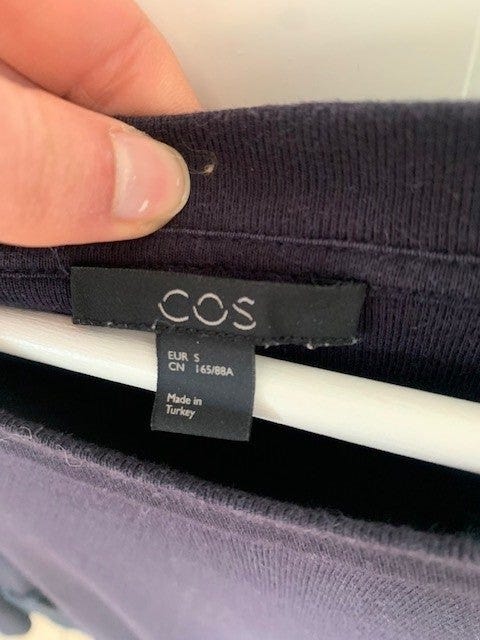 COS
EUR S
CN 165/88A
Made in
Turkey